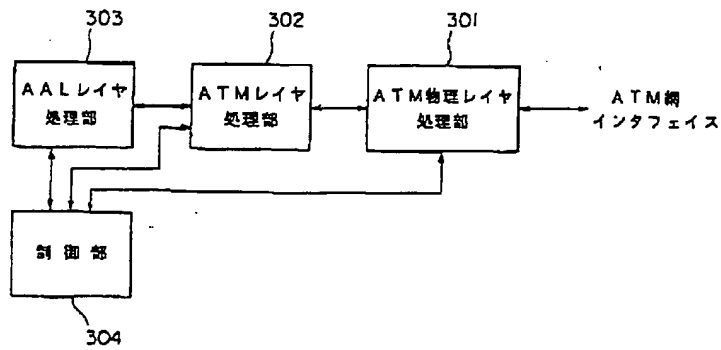 303
302
301
AALレイヤ
処理部
ATMレイヤ
処理部
ATM物理レイヤ
処理部
ATM網
インタフェイス
制御部
304